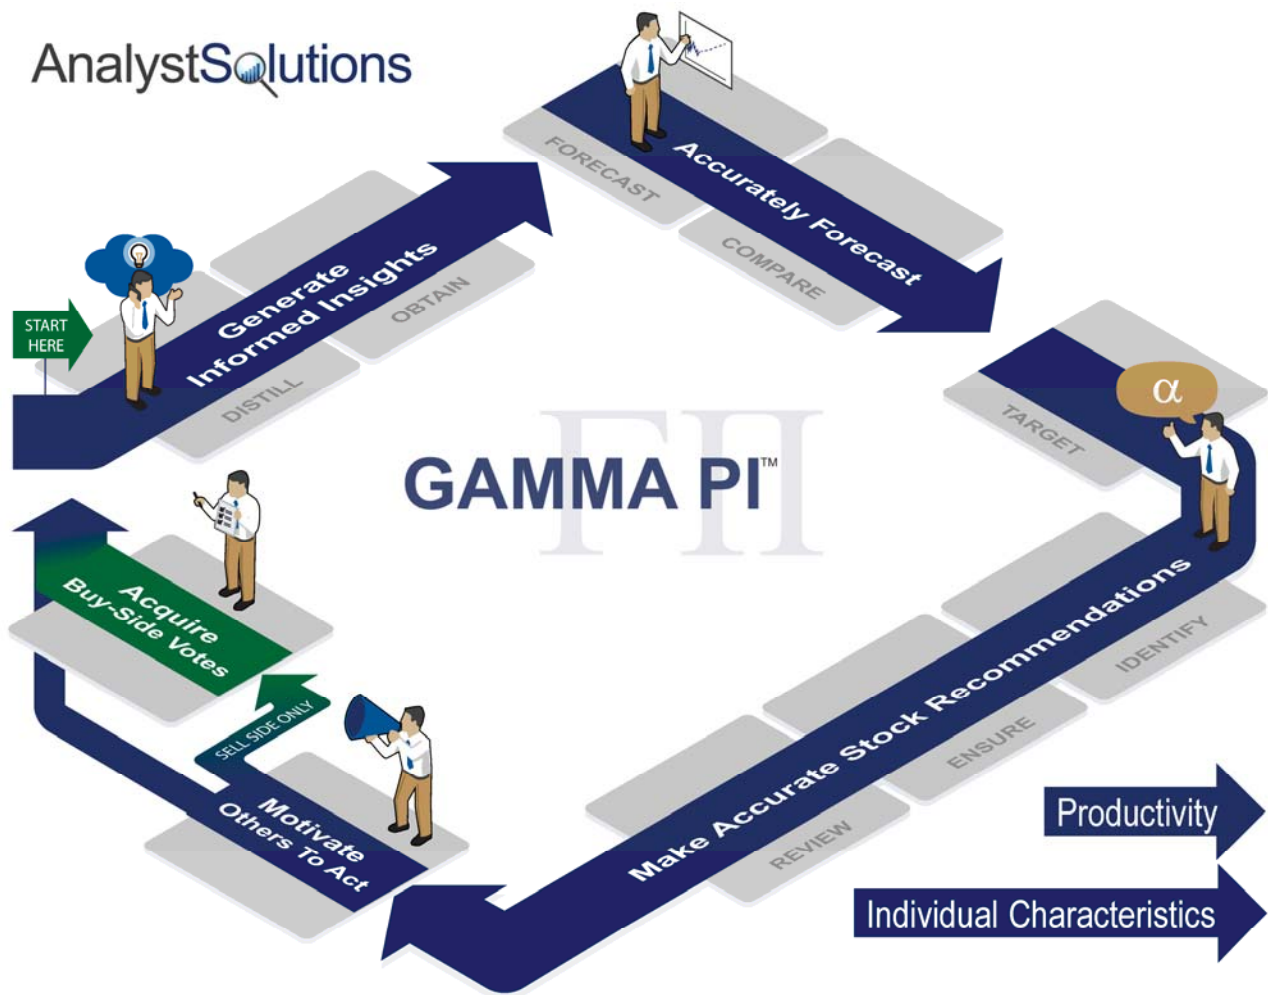 AnalystSolutions
FORECAST
Accurately Forecast
COMPARE
START
HERE
Generate
Informed Insights
OBTAIN
DISTILL
α
TARGET
ΓΠ
GAMMA PI™
Acquire
Buy-Side Votes
SELL SIDE ONLY
Motivate
Others To Act
Make Accurate Stock Recommendations
IDENTIFY
ENSURE
REVIEW
Productivity
Individual Characteristics